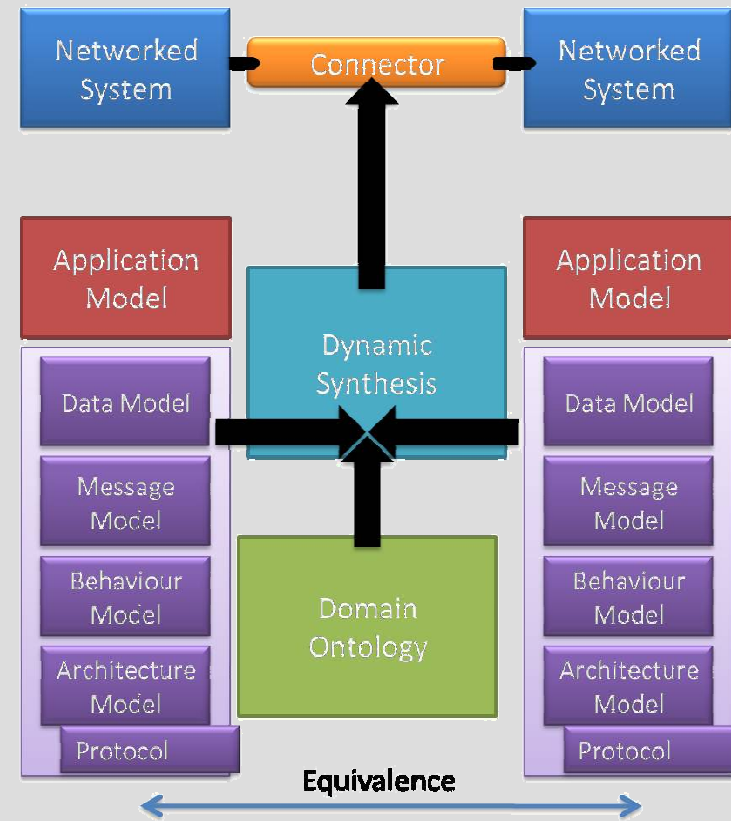 Networked
System
Connector
Networked
System
Application
Model
Dynamic
Synthesis
Application
Model
Data Model
Message
Model
Behaviour
Model
Architecture
Model
Protocol
Domain
Ontology
Data Model
Message
Model
Behaviour
Model
Architecture
Model
Protocol
Equivalence